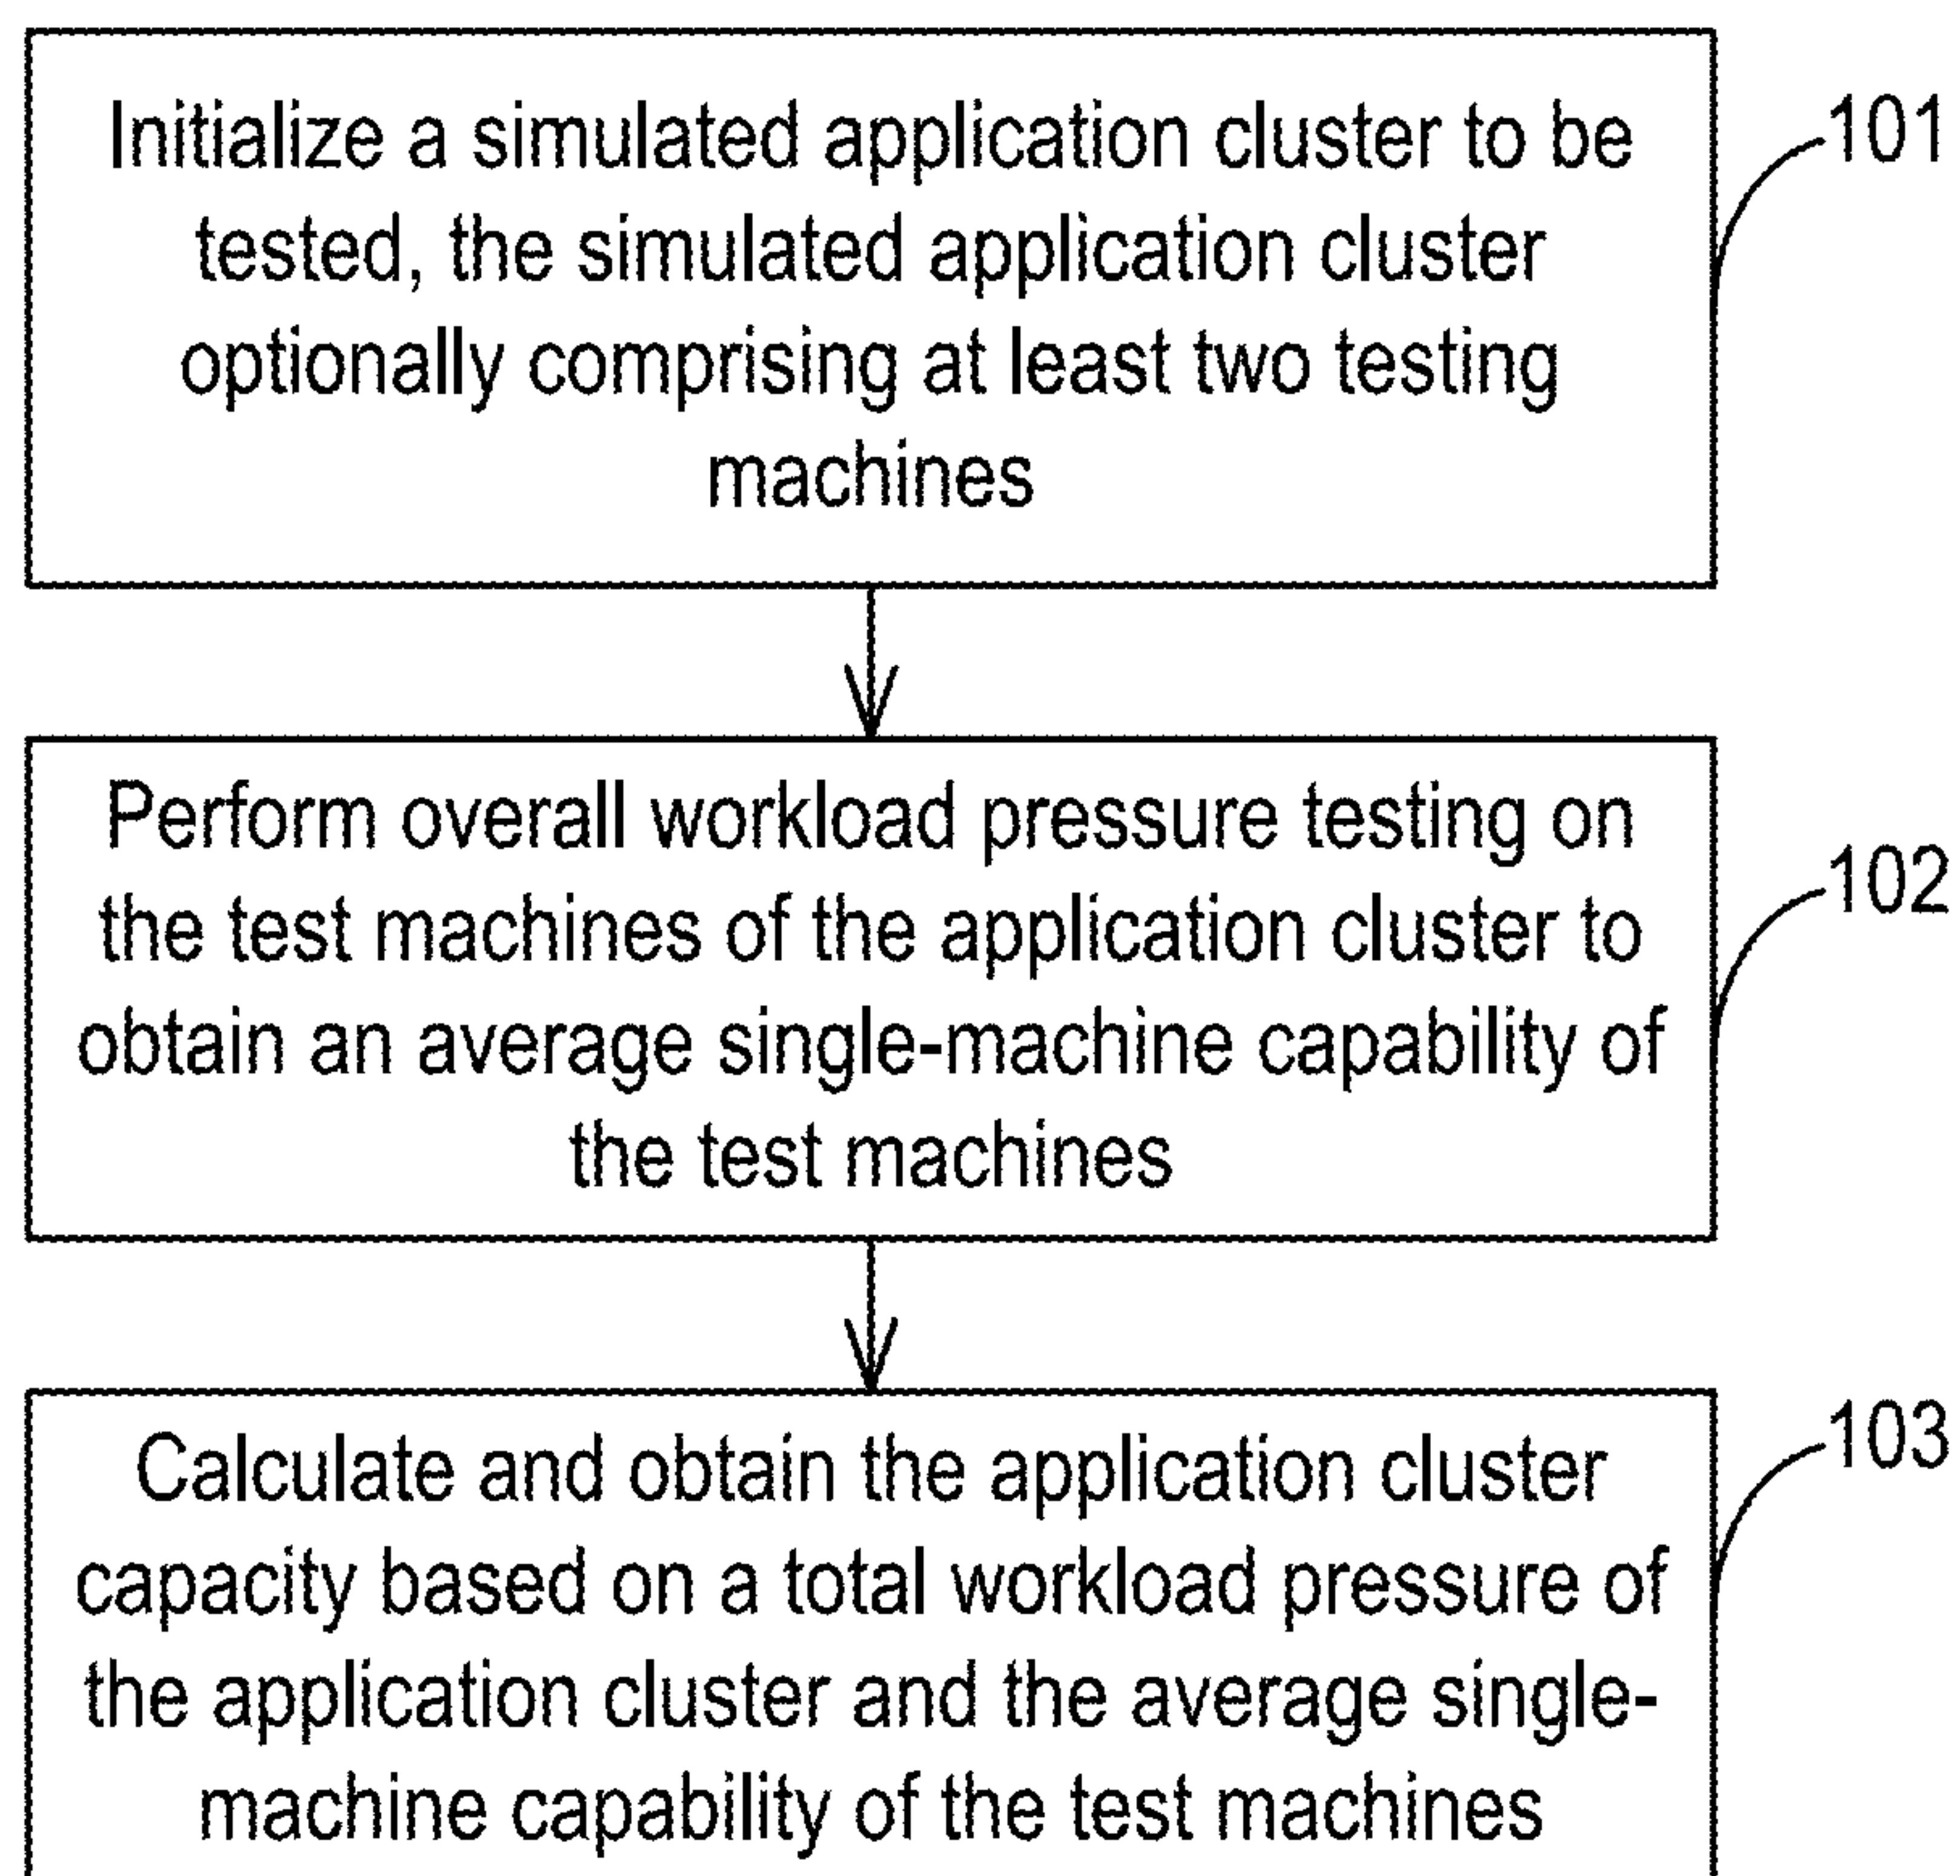 Initialize a simulated application cluster to be
tested, the simulated application cluster
optionally comprising at least two testing
machines
101
Perform overall workload pressure testing on
the test machines of the application cluster to
obtain an average single-machine capability of
the test machines
102
Calculate and obtain the application cluster
capacity based on a total workload pressure of
the application cluster and the average single-
machine capability of the test machines
103